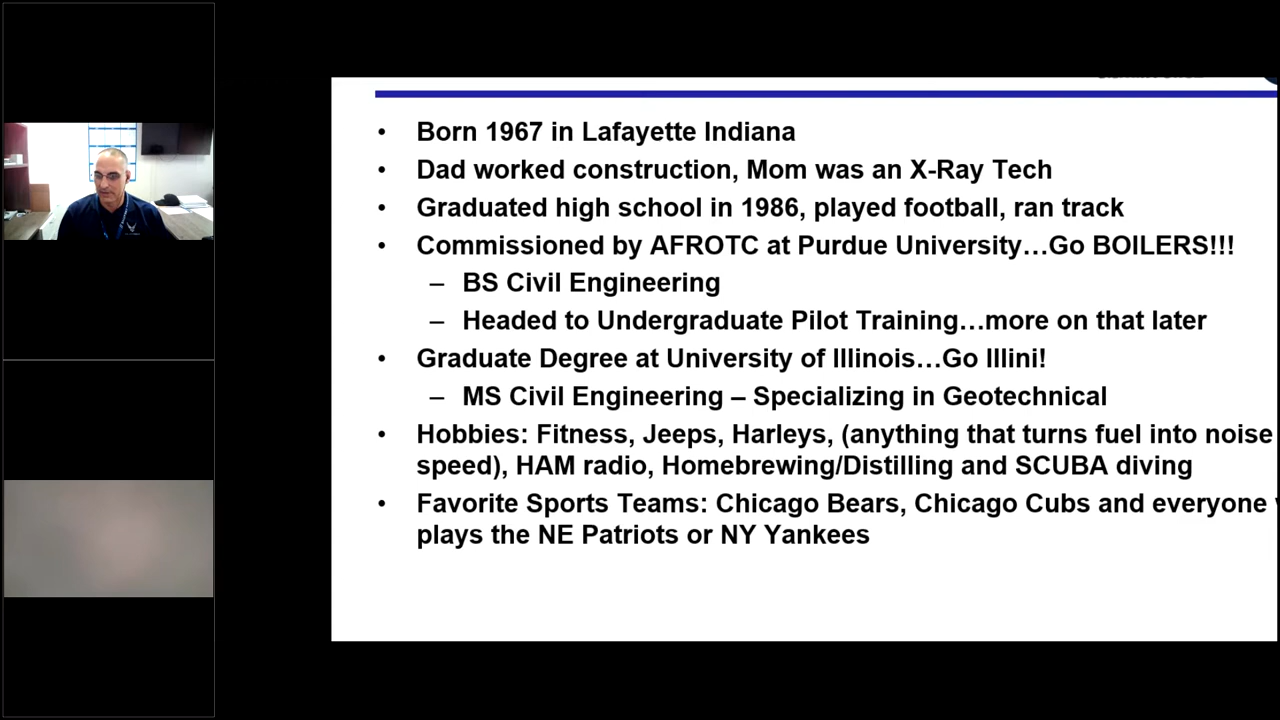 • Born 1967 in Lafayette Indiana
• Dad worked construction, Mom was an X-Ray Tech
• Graduated high school in 1986, played football, ran track
• Commissioned by AFROTC at Purdue University…Go BOILERS!!!
– BS Civil Engineering
– Headed to Undergraduate Pilot Training…more on that later
• Graduate Degree at University of Illinois…Go Illini!
– MS Civil Engineering – Specializing in Geotechnical
• Hobbies: Fitness, Jeeps, Harleys, (anything that turns fuel into noise
speed), HAM radio, Homebrewing/Distilling and SCUBA diving
• Favorite Sports Teams: Chicago Bears, Chicago Cubs and everyone
plays the NE Patriots or NY Yankees